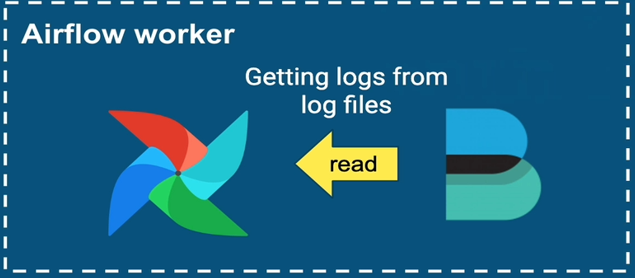 Airflow worker
Getting logs from
log files
read